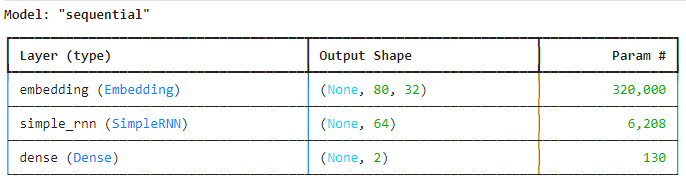 Model: "sequential"
Layer (type) Output Shape Param #
embedding (Embedding) (None, 80, 32) 320,000
simple_rnn (SimpleRNN) (None, 64) 6,208
dense (Dense) (None, 2) 130